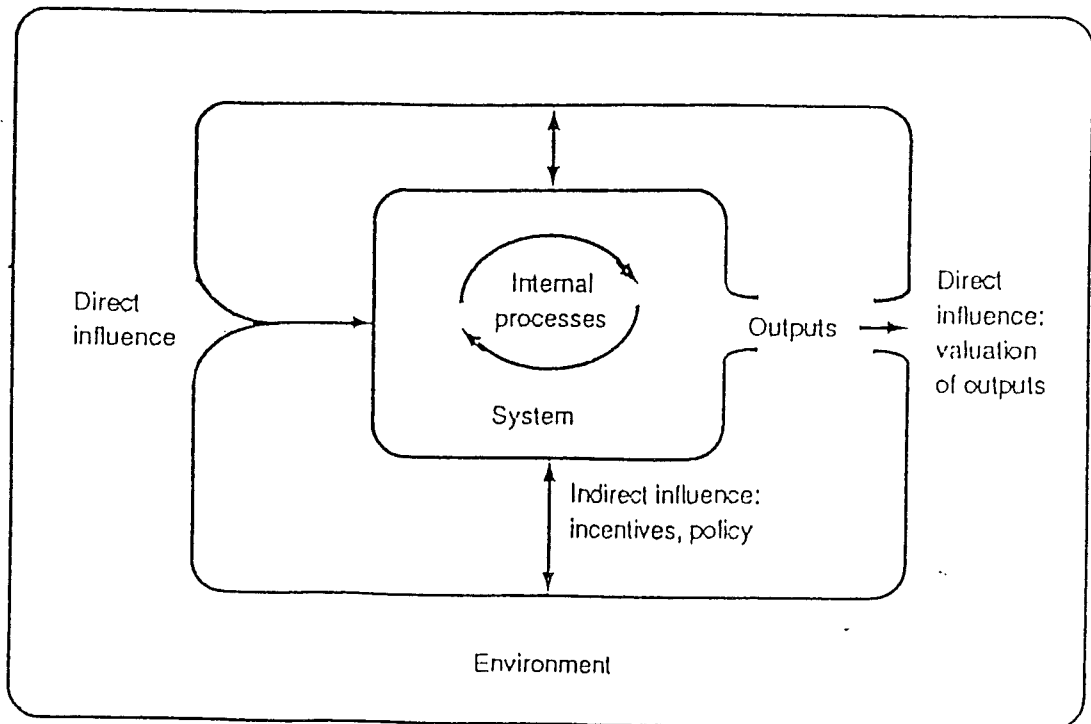 Direct
influence
Internal
processes
System
Outputs
Direct
influence:
valuation
of outputs
Indirect influence:
incentives, policy
Environment